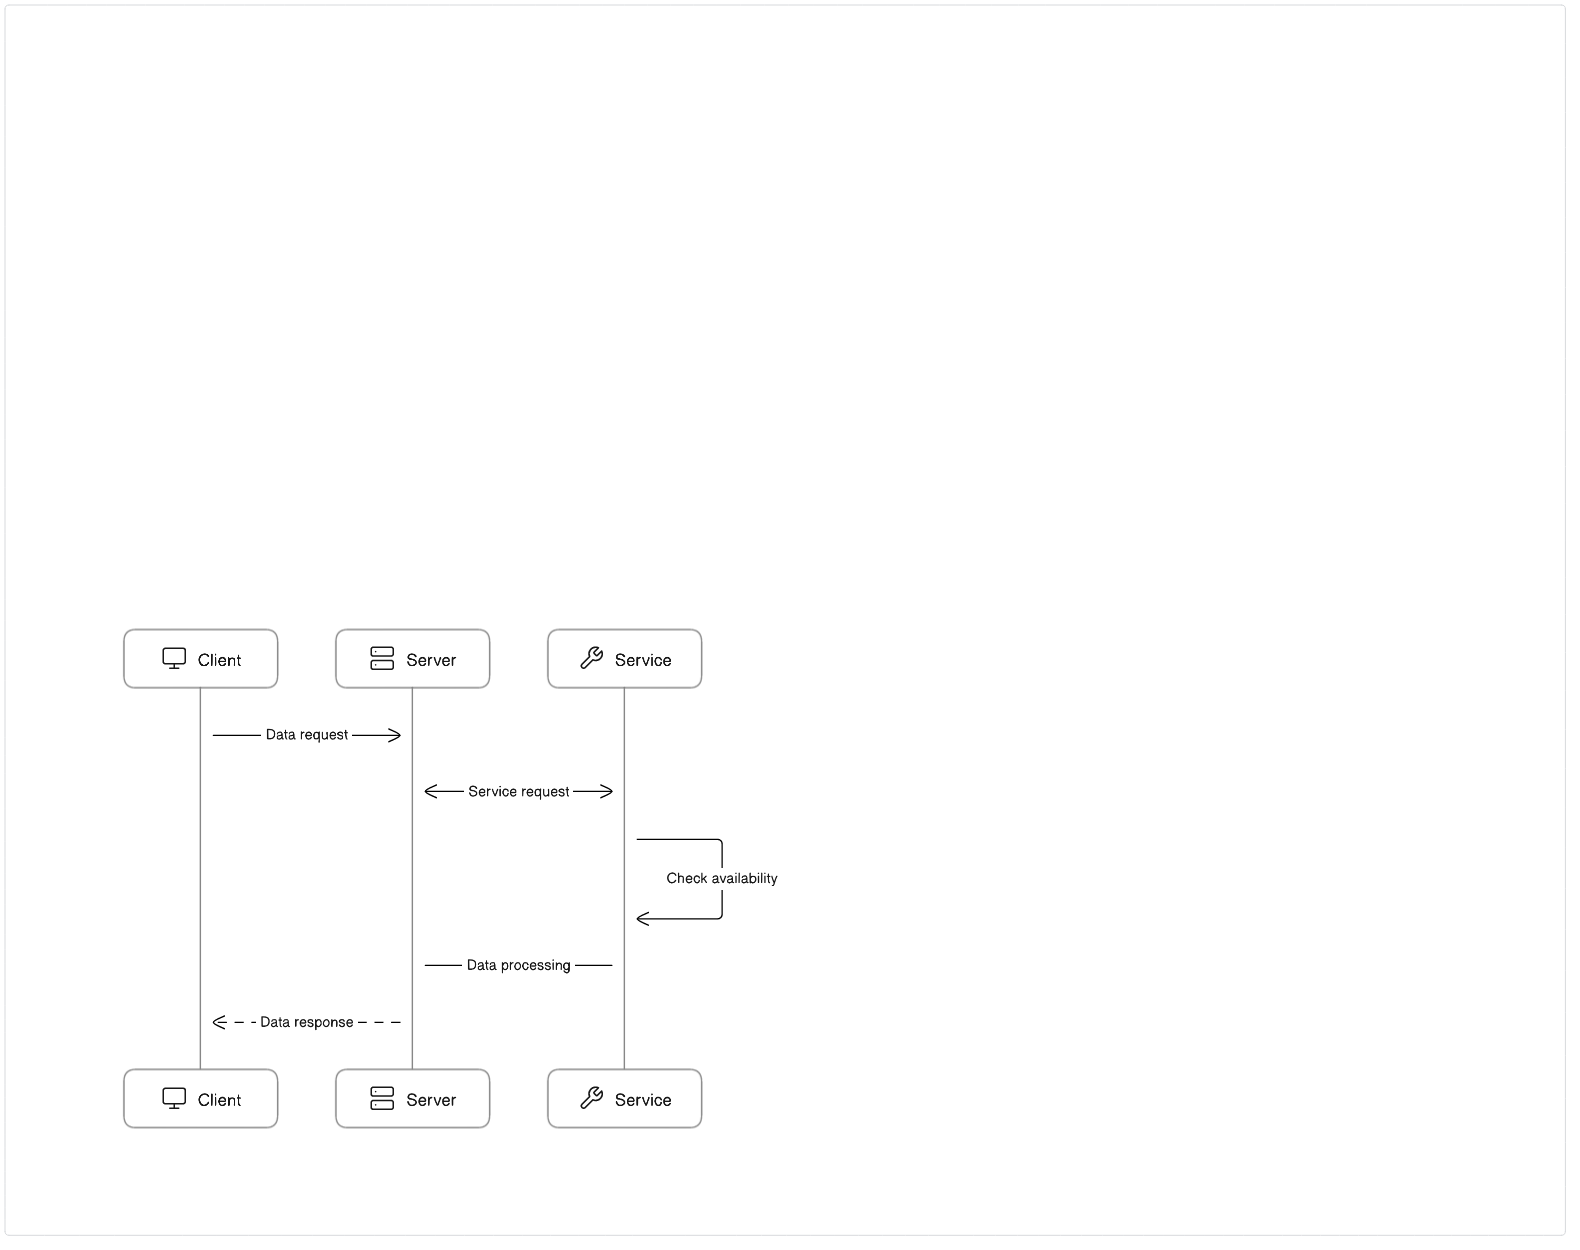 Client
Server
Service
Data request
Service request
Check availability
Data processing
Data response
Client
Server
Service